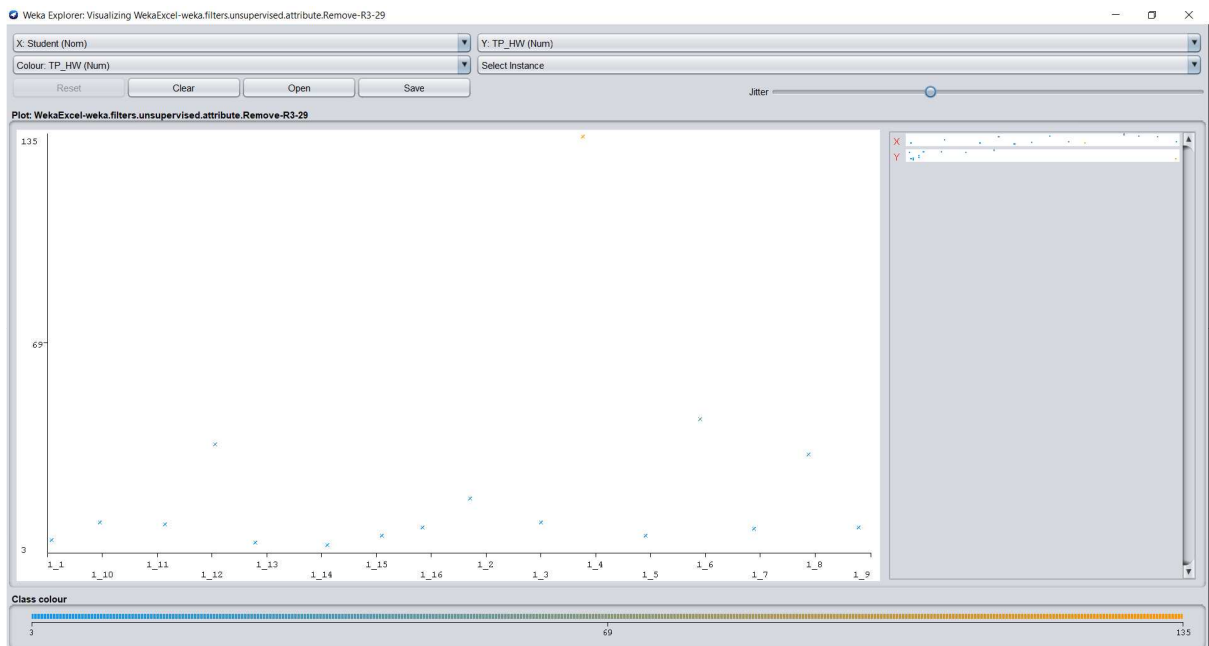 Weka Explorer: Visualizing WekaExcel-weka.filters.unsupervised.attribute.Remove-R3-29
X: Student (Nom)
Y: TP_HW (Num)
Colour: TP_HW (Num)
Select Instance
Reset
Clear
Open
Save
Jitter
Plot: WekaExcel-weka.filters.unsupervised.attribute.Remove-R3-29
135
69
3
1_1
1_10
1_11
1_12
1_13
1_14
1_15
1_16
1_2
1_3
1_4
1_5
1_6
1_7
1_8
1_9
X
Y
Class colour
3
69
135